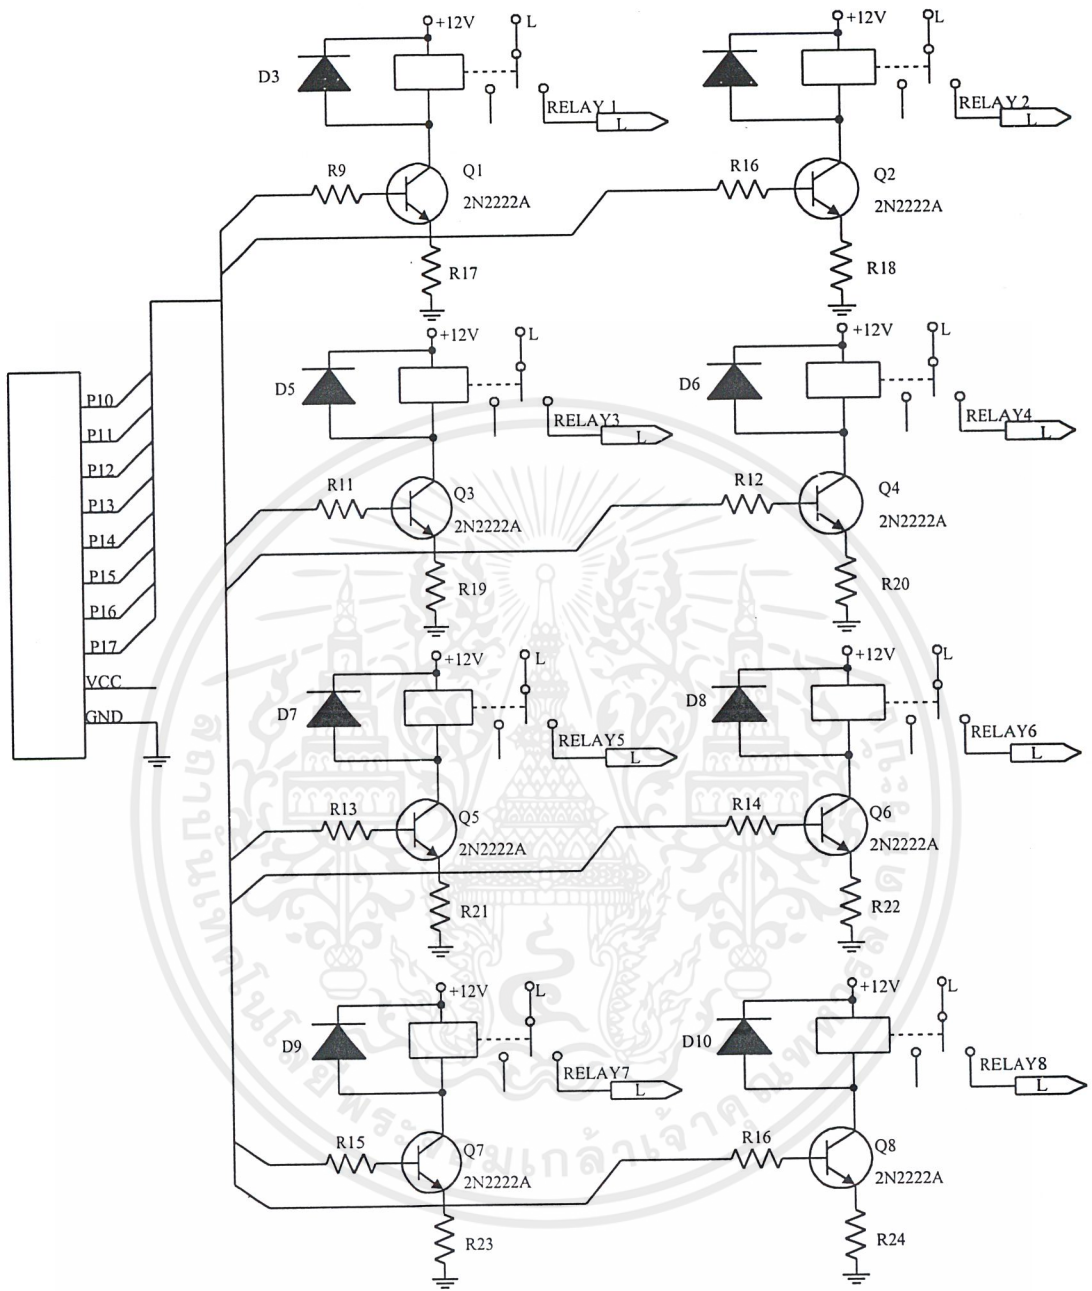 +12V
L
D3
RELAY 1
L
R9
Q1
2N2222A
R17
+12V
L
RELAY 2
L
R16
Q2
2N2222A
R18
P10
P11
P12
P13
P14
P15
P16
P17
VCC
GND
+12V
L
D5
RELAY3
L
R11
Q3
2N2222A
R19
+12V
L
D6
RELAY4
L
R12
Q4
2N2222A
R20
+12V
L
D7
RELAY5
L
R13
Q5
2N2222A
R21
+12V
L
D8
RELAY6
L
R14
Q6
2N2222A
R22
+12V
L
D9
RELAY7
L
R15
Q7
2N2222A
R23
+12V
L
D10
RELAY8
L
R16
Q8
2N2222A
R24